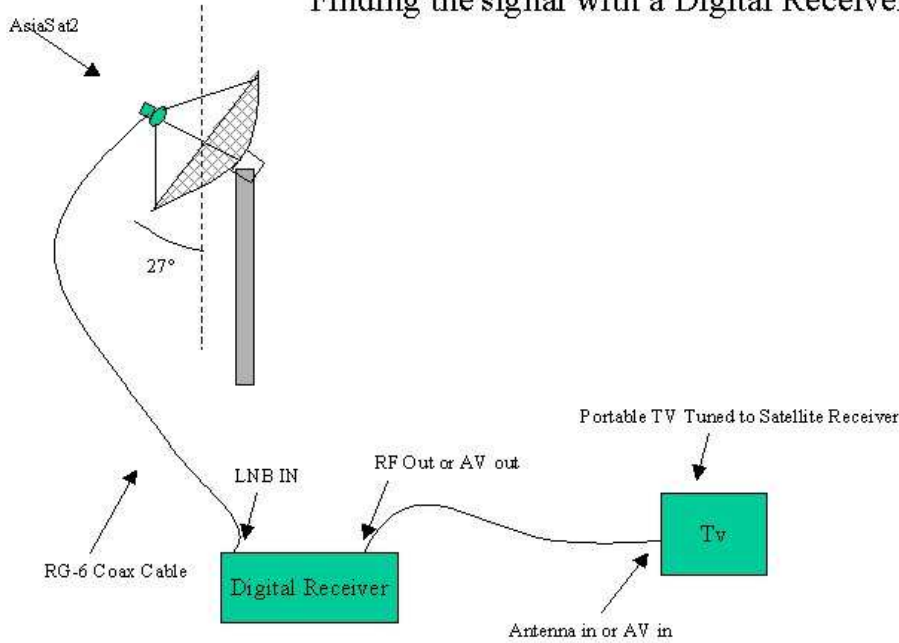 Finding the signal with a Digital Receiver
AsiaSat2
27°
Portable TV Tuned to Satellite Receiver
LNB IN
RF Out or AV out
Tv
RG-6 Coax Cable
Digital Receiver
Antenna in or AV in